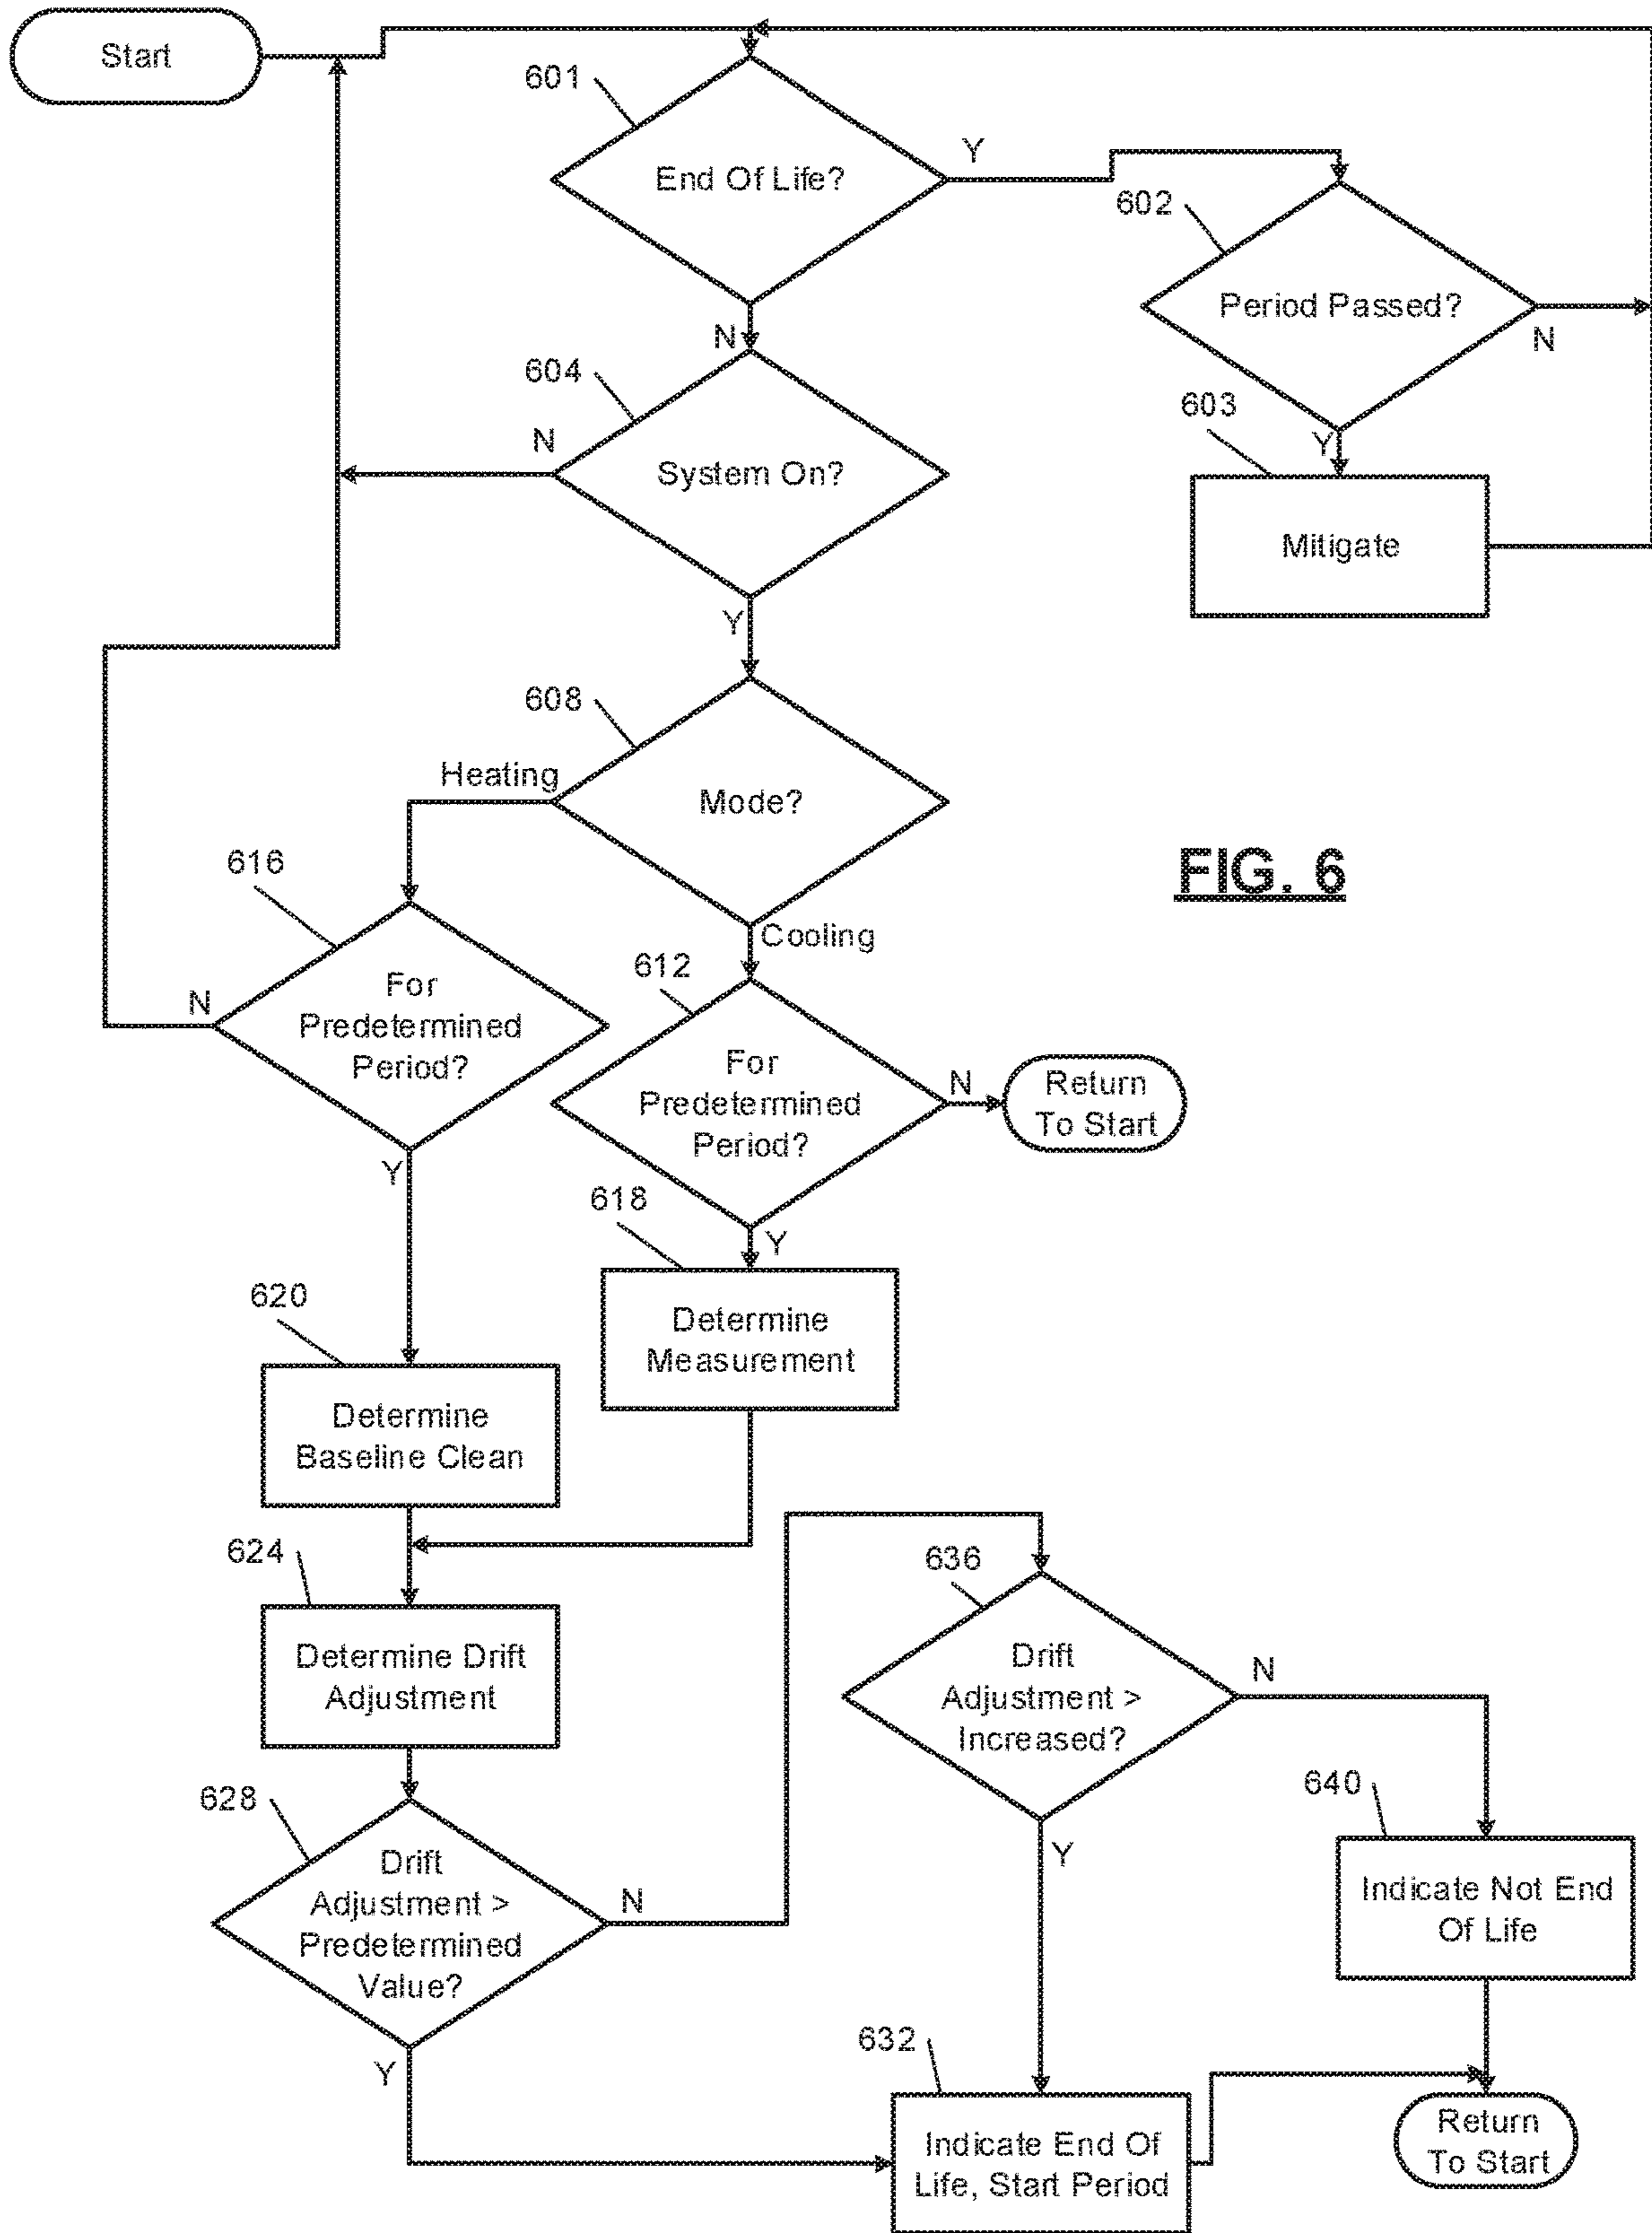 Start
601
End Of Life?
Y
602
Period Passed?
N
N
604
603
Y
N
System On?
Mitigate
Y
608
Heating
Mode?
FIG. 6
616
Cooling
612
For
Predetermined
Period?
N
For
Predetermined
Period?
N
Return
To Start
Y
618
Y
620
Determine
Measurement
Determine
Baseline Clean
624
636
Determine Drift
Adjustment
Drift
Adjustment >
Increased?
N
628
640
Drift
Adjustment >
Predetermined
Value?
N
Y
Indicate Not End
Of Life
632
Y
Indicate End Of
Life, Start Period
Return
To Start